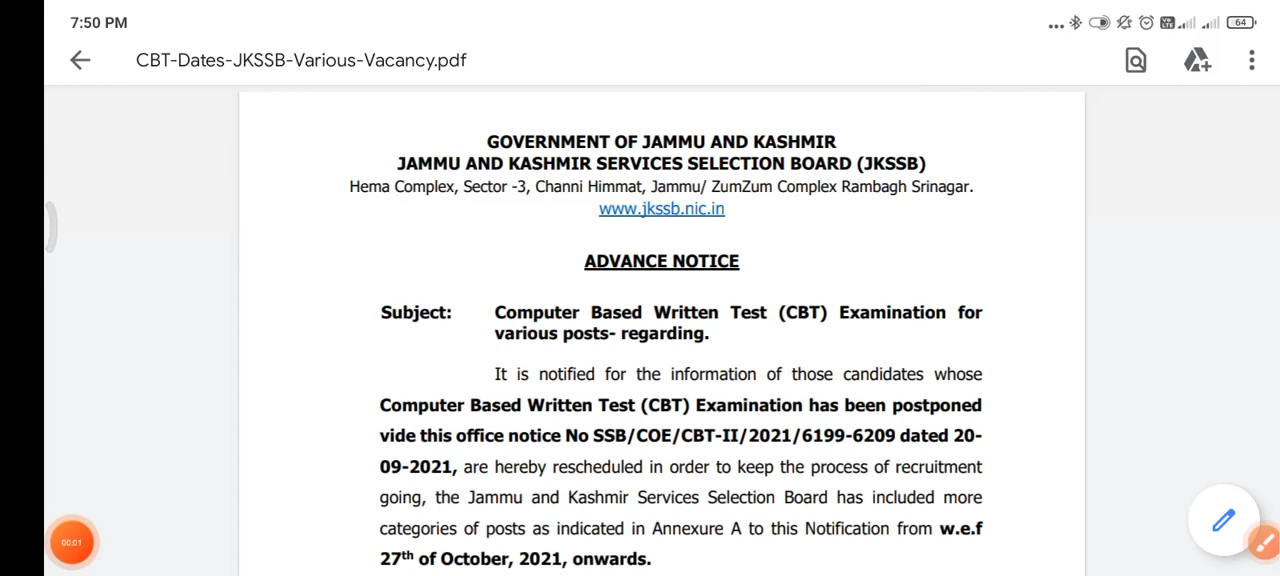 7:50 PM
64
CBT-Dates-JKSSB-Various-Vacancy.pdf
GOVERNMENT OF JAMMU AND KASHMIR
JAMMU AND KASHMIR SERVICES SELECTION BOARD (JKSSB)
Hema Complex, Sector -3, Channi Himmat, Jammu/ ZumZum Complex Rambagh Srinagar.
www.jkssb.nic.in
ADVANCE NOTICE
Subject: Computer Based Written Test (CBT) Examination for
various posts- regarding.
It is notified for the information of those candidates whose
Computer Based Written Test (CBT) Examination has been postponed
vide this office notice No SSB/COE/CBT-II/2021/6199-6209 dated 20-
09-2021, are hereby rescheduled in order to keep the process of recruitment
going, the Jammu and Kashmir Services Selection Board has included more
categories of posts as indicated in Annexure A to this Notification from w.e.f
27th of October, 2021, onwards.
00:01